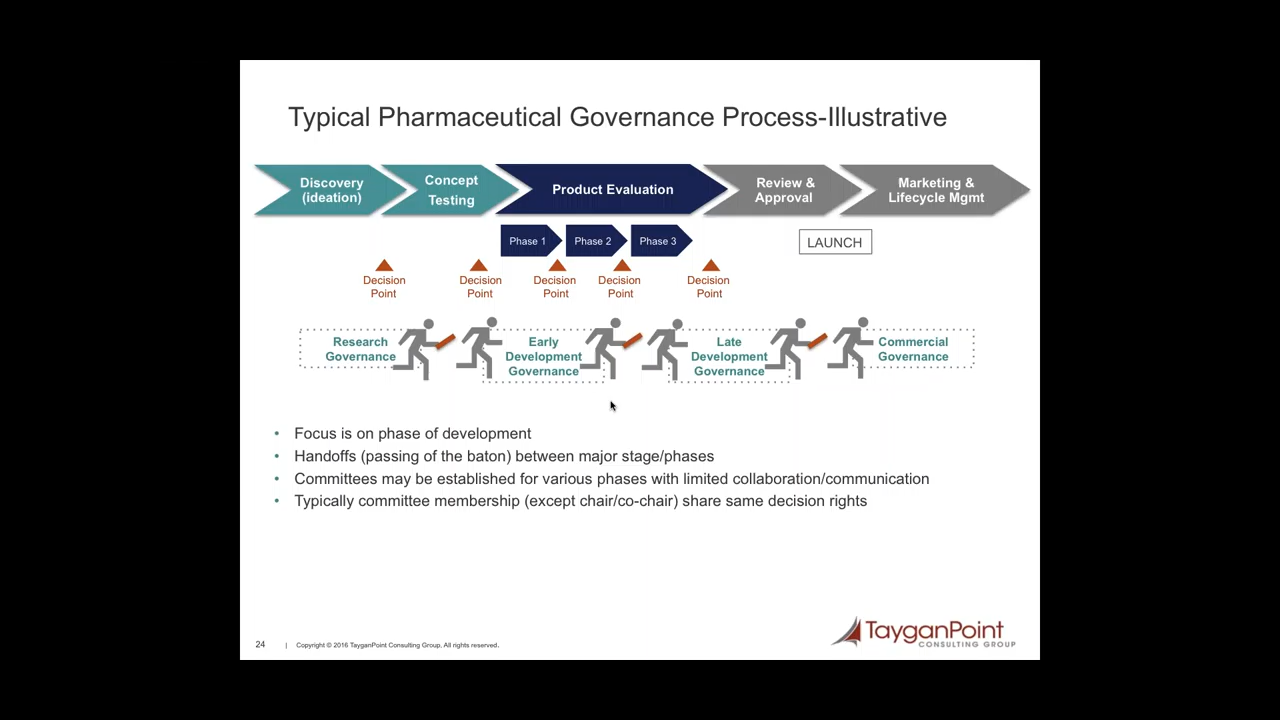 Typical Pharmaceutical Governance Process-Illustrative
Discovery
(ideation)
Concept
Testing
Product Evaluation
Review &
Approval
Marketing &
Lifecycle Mgmt
Phase 1
Phase 2
Phase 3
LAUNCH
Decision
Point
Decision
Point
Decision
Point
Decision
Point
Decision
Point
Research
Governance
Early
Development
Governance
Late
Development
Governance
Commercial
Governance
• Focus is on phase of development
• Handoffs (passing of the baton) between major stage/phases
• Committees may be established for various phases with limited collaboration/communication
• Typically committee membership (except chair/co-chair) share same decision rights
24 | Copyright © 2016 TayganPoint Consulting Group. All rights reserved.
TayganPoint
CONSULTING GROUP